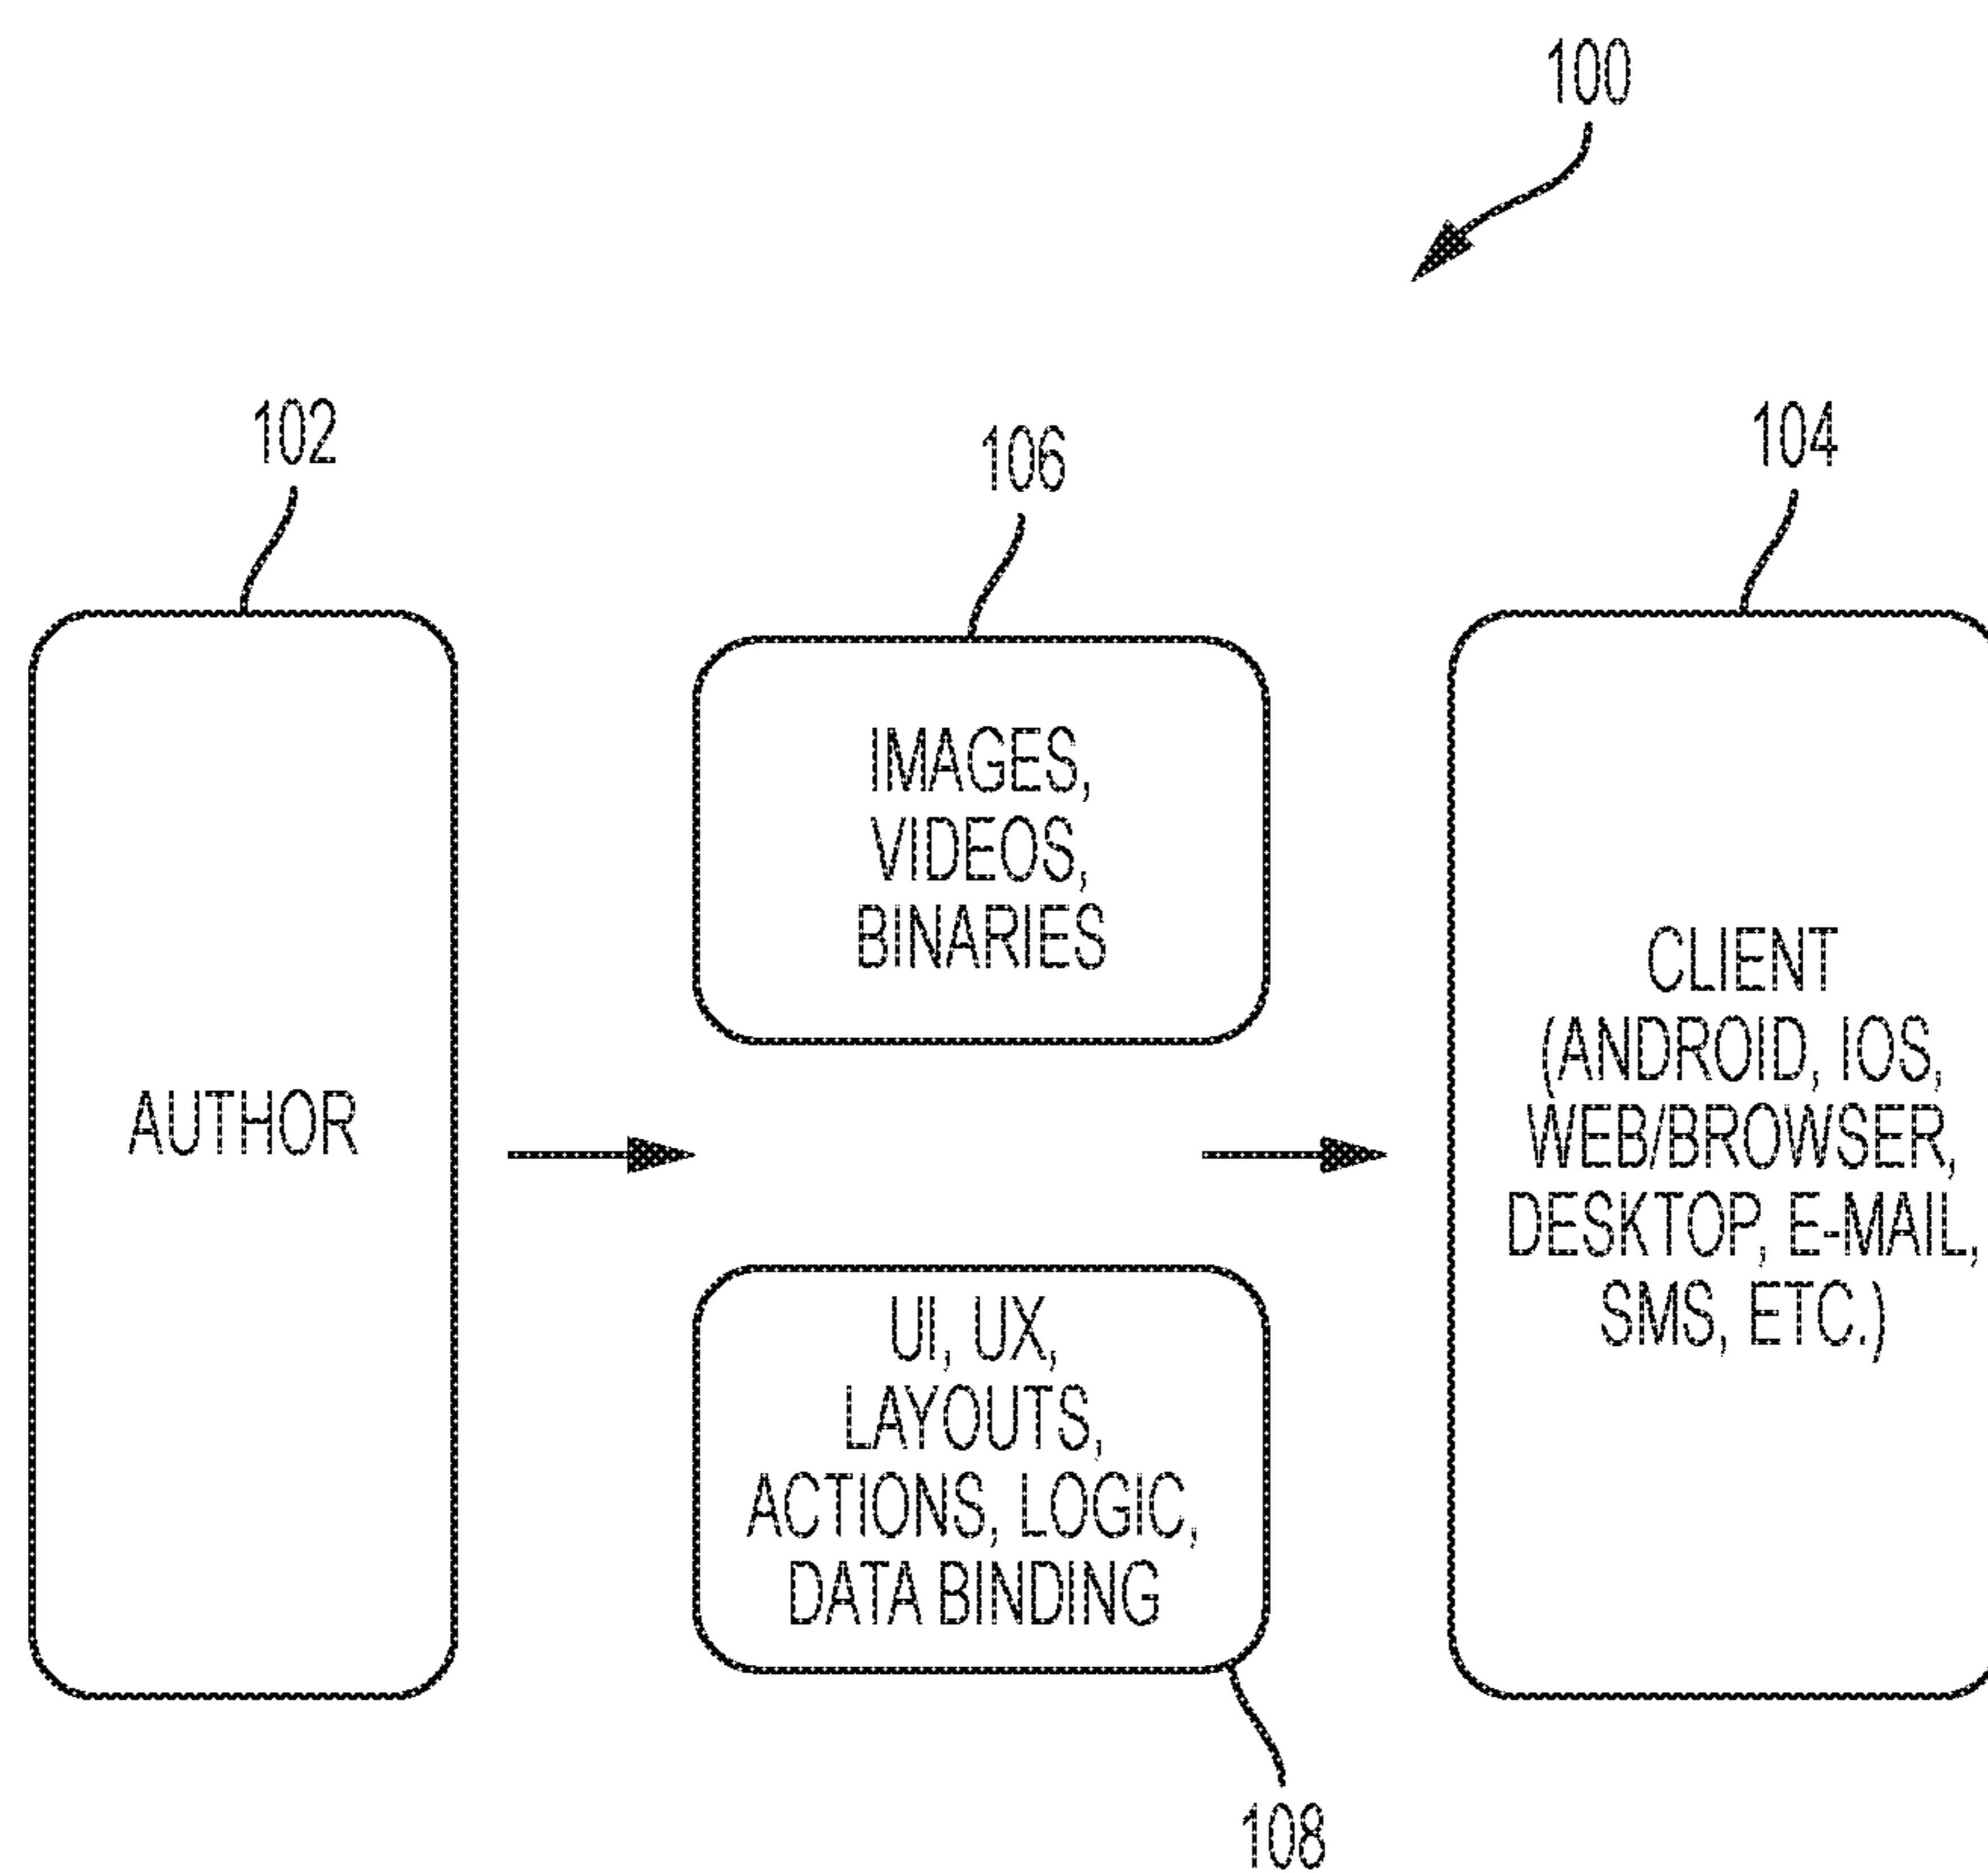 100
102
106
104
IMAGES,
VIDEOS,
BINARIES
AUTHOR
CLIENT
(ANDROID, IOS,
WEB/BROWSER,
DESKTOP, E-MAIL,
SMS, ETC.)
UI, UX,
LAYOUTS,
ACTIONS, LOGIC,
DATA BINDING
108